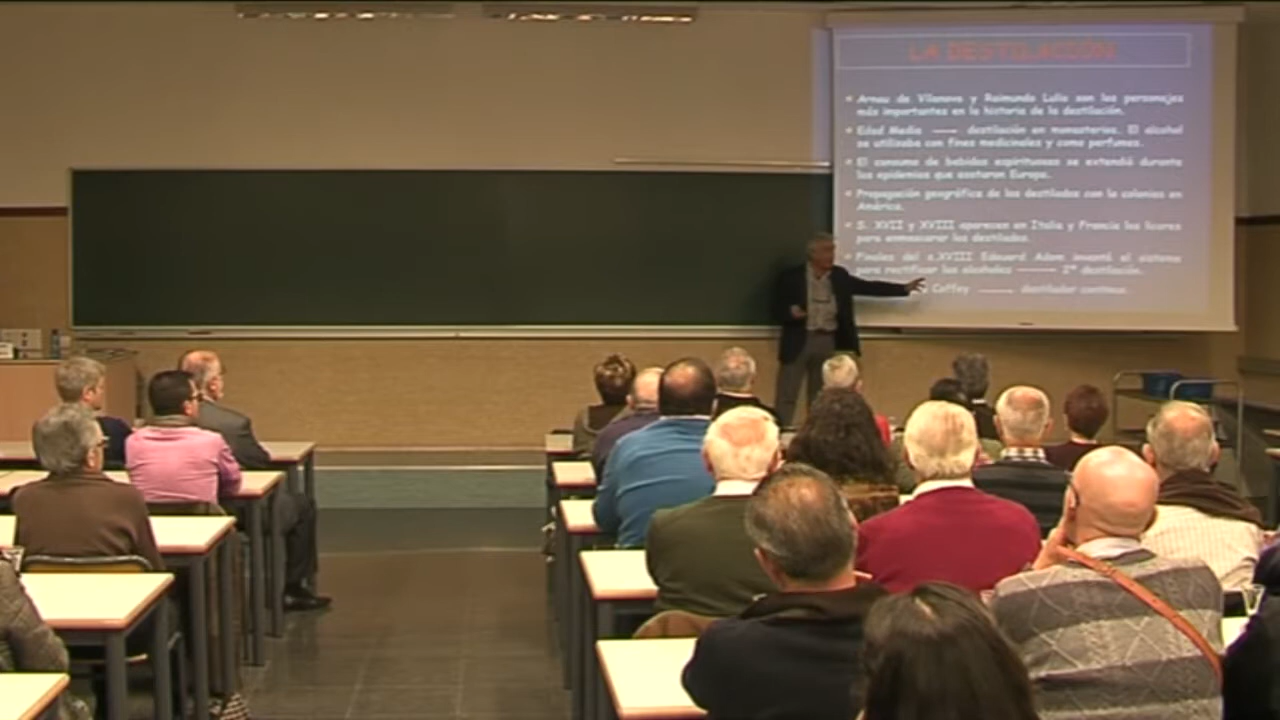 LA DESTILACIÓN
Arnau de Vilanova y Raimundo Lulio son los personajes
más importantes en la historia de la destilación.
Edad Media —— destilación en monasterios. El alcohol
se utilizaba con fines medicinales y como perfumes.
El consumo de bebidas espirituosas se extendió durante
las epidemias que asolaron Europa.
Propagación geográfica de los destilados con la colonias en
América.
S. XVII y XVIII aparecen en Italia y Francia los licores
para enmascarar los destilados.
Finales del s.XVIII Edouard Adam inventó el sistema
para rectificar los alcoholes —— 2ª destilación.
Coffey —— destilador continuo.